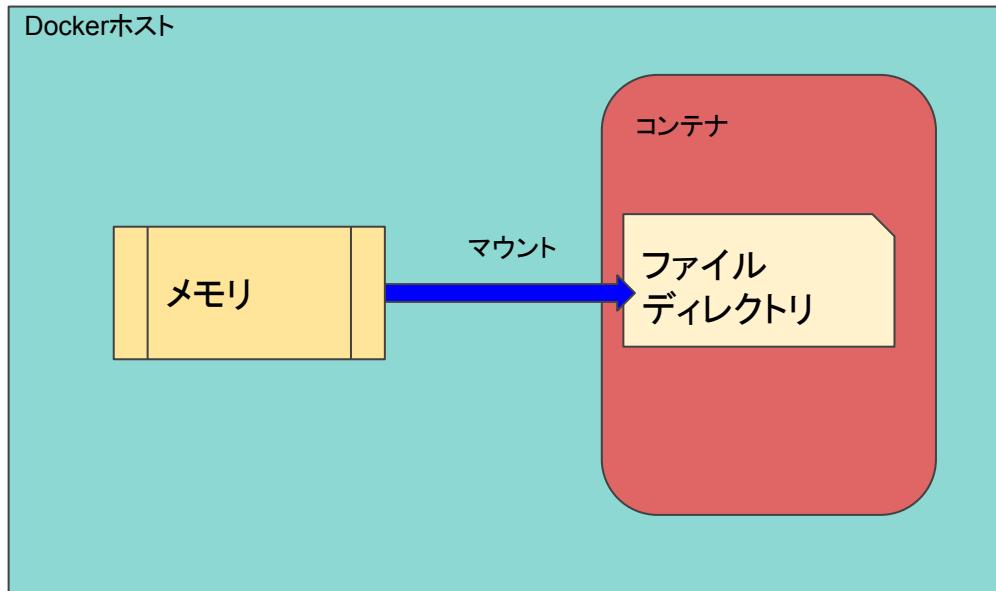 Dockerホスト
コンテナ
マウント
メモリ
ファイル
ディレクトリ